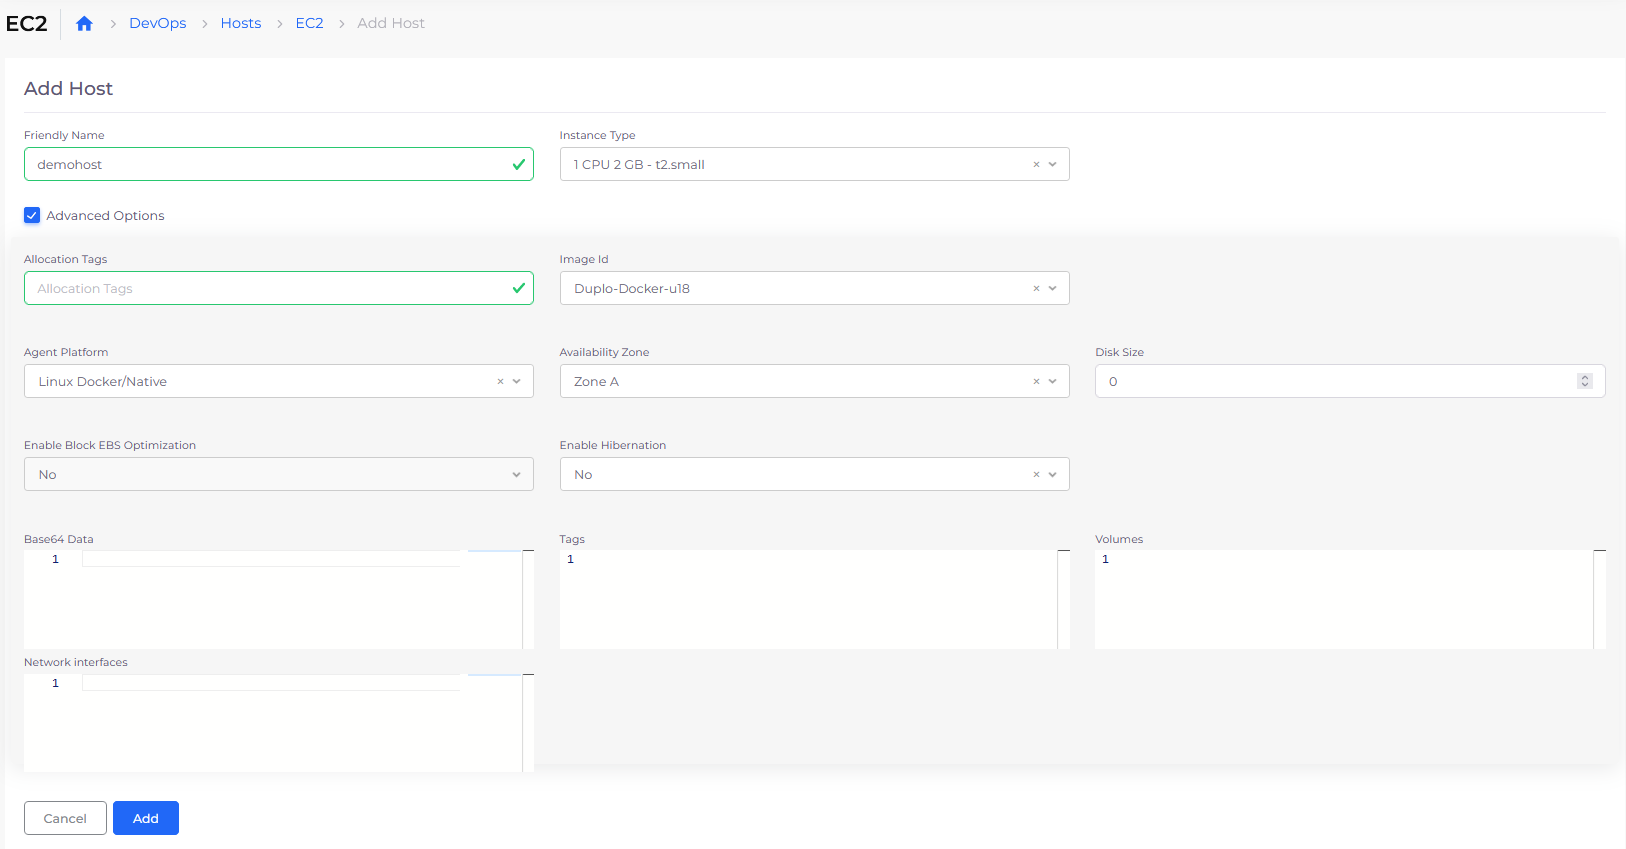 EC2
DevOps
Hosts
EC2
Add Host
Add Host
Friendly Name
Instance Type
demohost
1 CPU 2 GB - t2.small
Advanced Options
Allocation Tags
Image Id
Allocation Tags
Duplo-Docker-u18
Agent Platform
Availability Zone
Disk Size
Linux Docker/Native
Zone A
0
Enable Block EBS Optimization
Enable Hibernation
No
No
Base64 Data
Tags
Volumes
1
1
1
Network interfaces
1
Cancel
Add